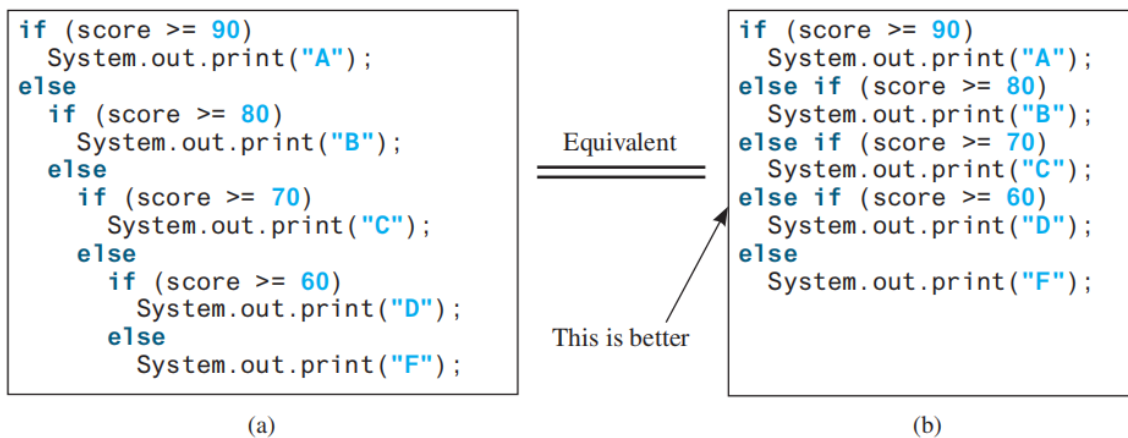 if (score >= 90)
  System.out.print("A");
else
  if (score >= 80)
    System.out.print("B");
  else
    if (score >= 70)
      System.out.print("C");
    else
      if (score >= 60)
        System.out.print("D");
      else
        System.out.print("F");
(a)
Equivalent
This is better
if (score >= 90)
  System.out.print("A");
else if (score >= 80)
  System.out.print("B");
else if (score >= 70)
  System.out.print("C");
else if (score >= 60)
  System.out.print("D");
else
  System.out.print("F");
(b)